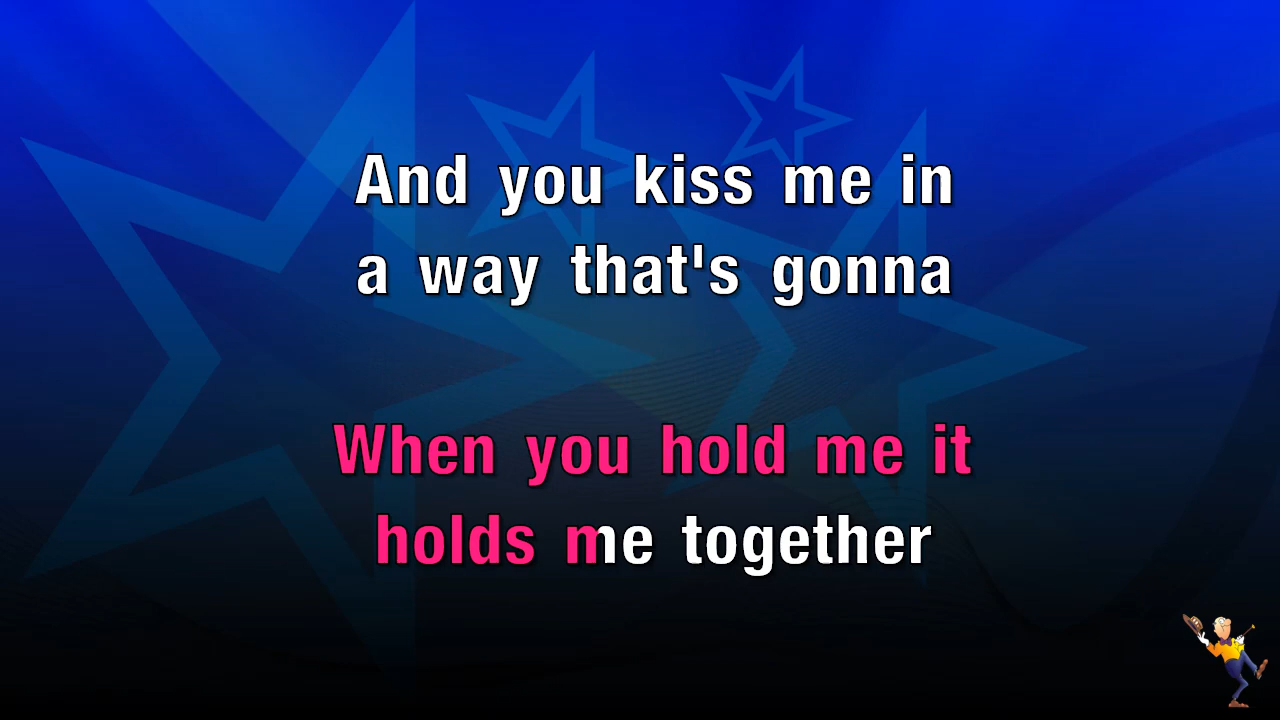 And you kiss me in
a way that's gonna
When you hold me it
holds me together